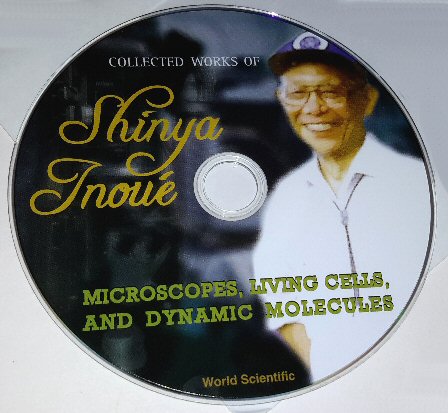 COLLECTED WORKS OF
Shinya
Inoué
MICROSCOPES, LIVING CELLS,
AND DYNAMIC MOLECULES
World Scientific